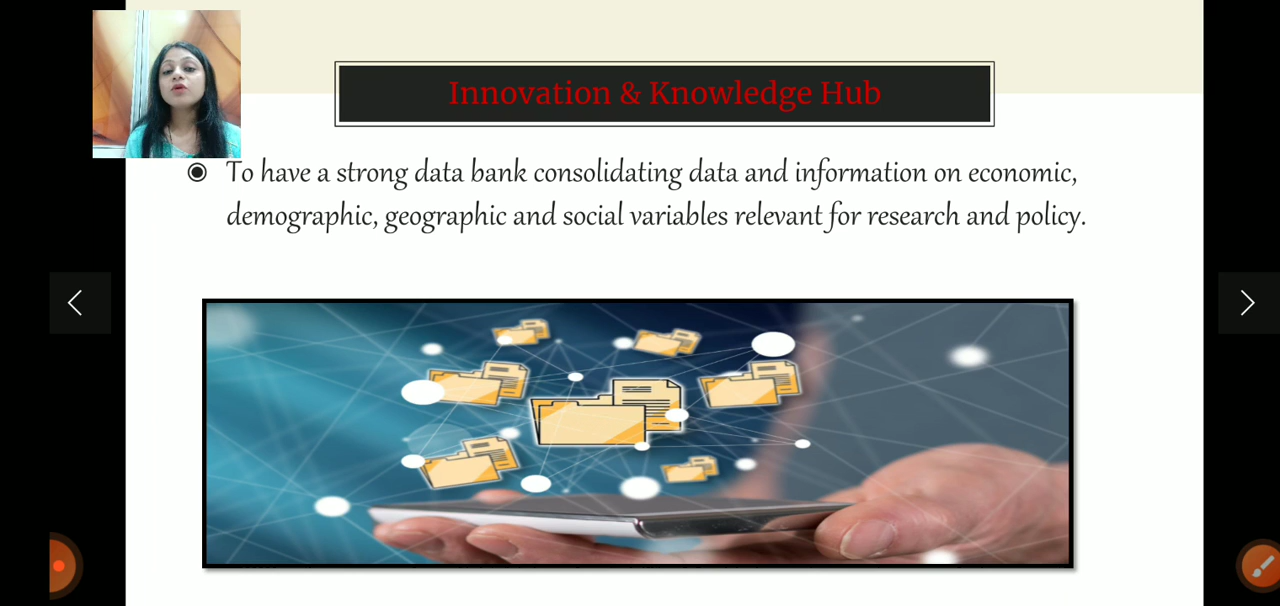 Innovation & Knowledge Hub
To have a strong data bank consolidating data and information on economic,
demographic, geographic and social variables relevant for research and policy.